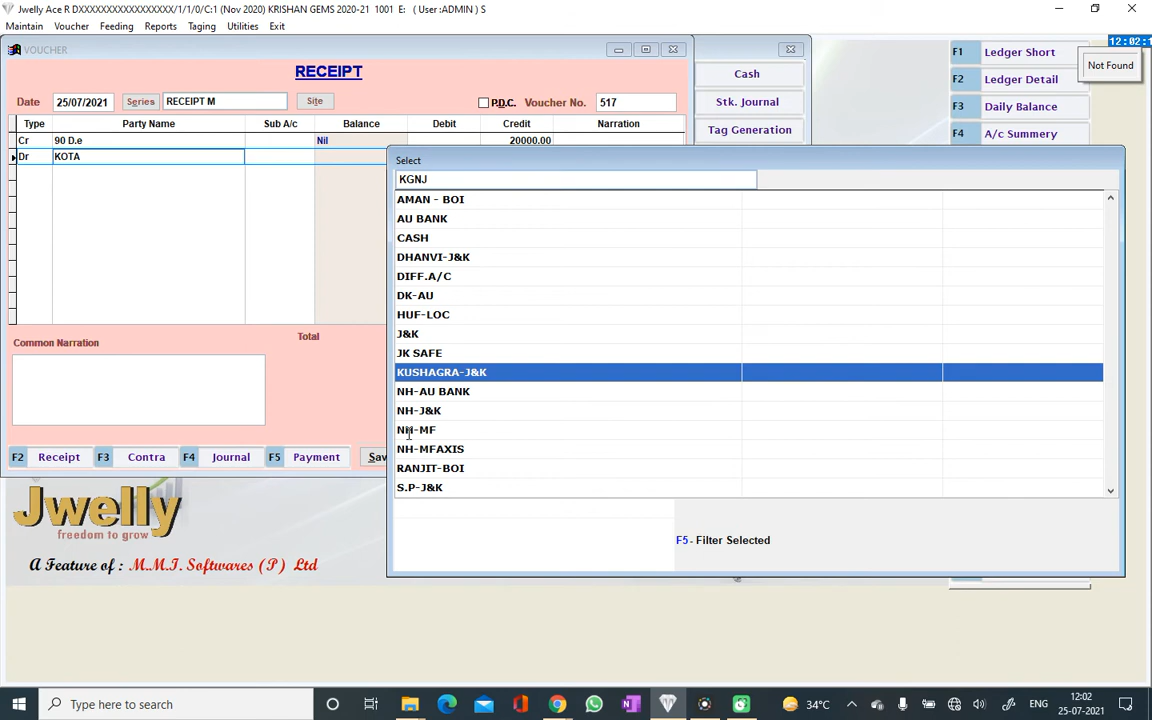 Jwelly Ace R DXXXXXXXXXXXXXXXXX/1/1/0/C:1 (Nov 2020) KRISHAN GEMS 2020-21 1001 E: ( User :ADMIN ) S
Maintain Voucher Feeding Reports Tagging Utilities Exit
VOUCHER
RECEIPT
Date 25/07/2021 Series RECEIPT M Site P.D.C. Voucher No. 517
Type Party Name Sub A/c Balance Debit Credit Narration
Cr 90 D.e Nil 20000.00
Dr KOTA
Common Narration
Total
F2 Receipt F3 Contra F4 Journal F5 Payment
Cash
Stk. Journal
Tag Generation
F1 Ledger Short
F2 Ledger Detail
F3 Daily Balance
F4 A/c Summery
Not Found
Select
KGNJ
AMAN - BOI
AU BANK
CASH
DHANVI-J&K
DIFF.A/C
DK-AU
HUF-LOC
J&K
JK SAFE
KUSHAGRA-J&K
NH-AU BANK
NH-J&K
NH-MF
NH-MFAXIS
RANJIT-BOI
S.P-J&K
F5 - Filter Selected
Jwelly
freedom to grow
A Feature of : M.M.I. Softwares (P) Ltd
Type here to search
34°C
ENG
12:02
25-07-2021